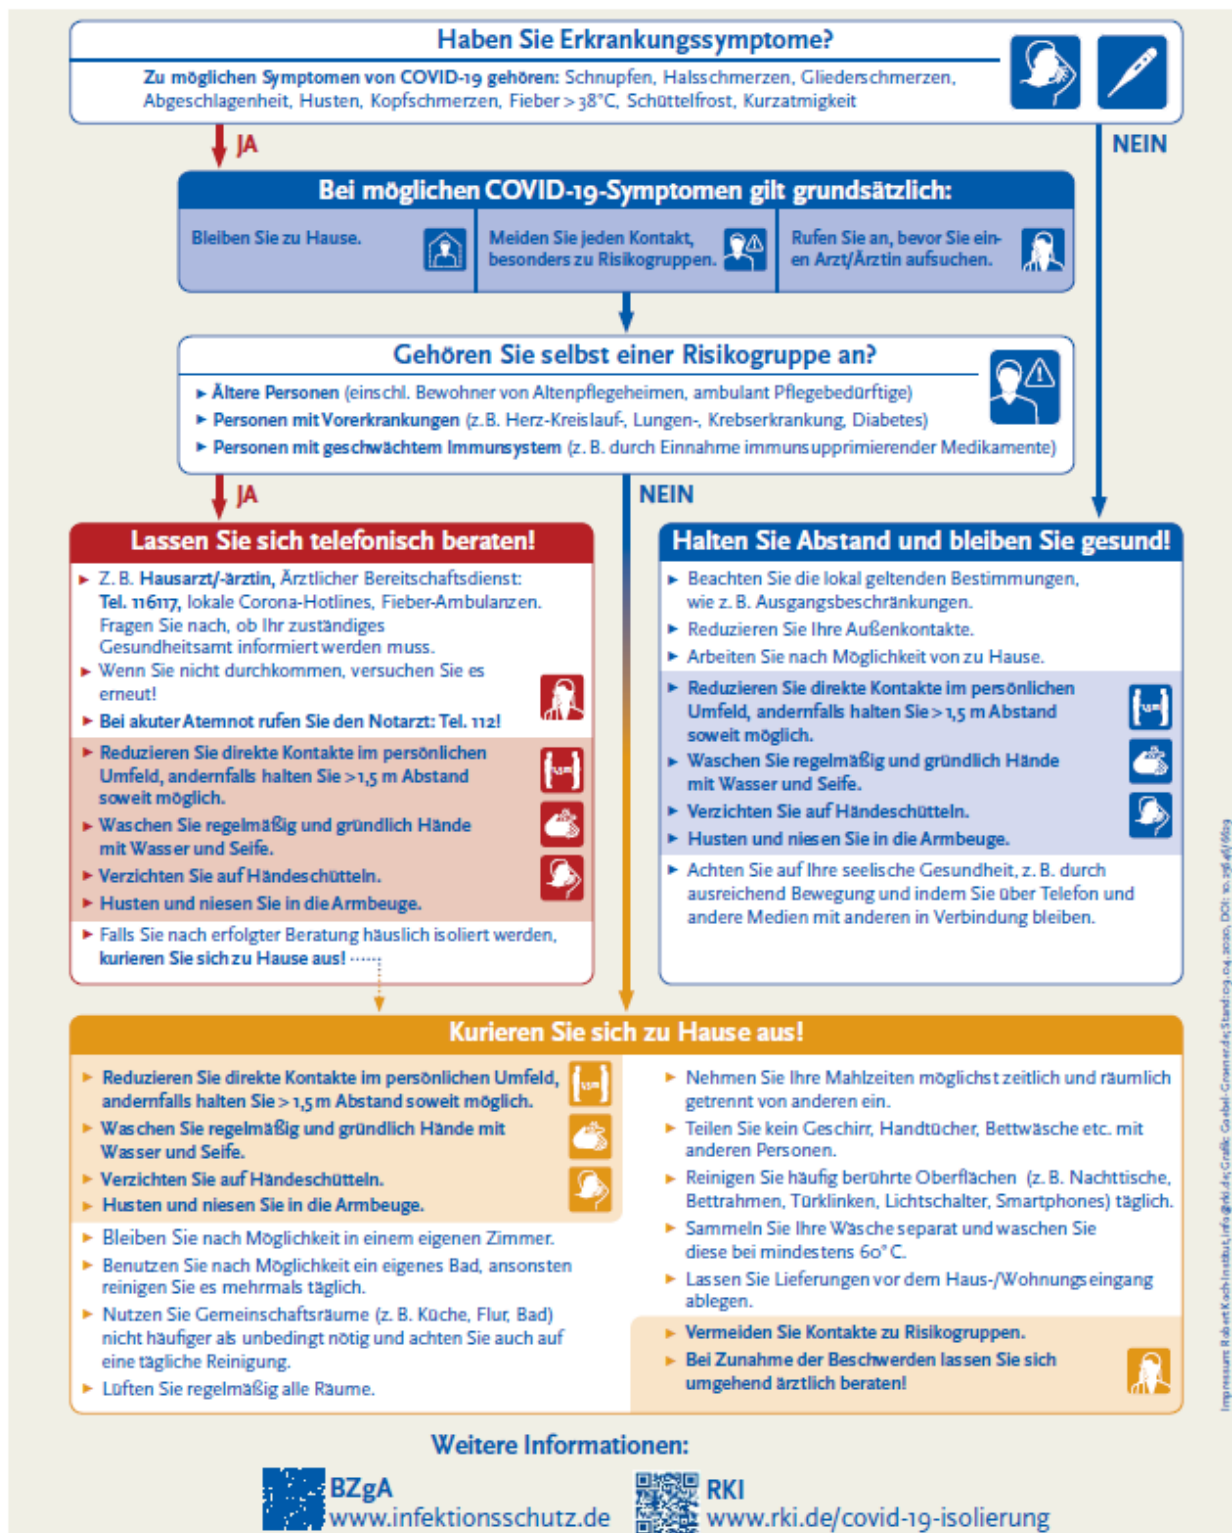 Haben Sie Erkrankungssymptome?
Zu möglichen Symptomen von COVID-19 gehören: Schnupfen, Halsschmerzen, Gliederschmerzen,
Abgeschlagenheit, Husten, Kopfschmerzen, Fieber > 38°C, Schüttelfrost, Kurzatmigkeit
JA
NEIN
Bei möglichen COVID-19-Symptomen gilt grundsätzlich:
Bleiben Sie zu Hause.
Meiden Sie jeden Kontakt,
besonders zu Risikogruppen.
Rufen Sie an, bevor Sie ein-
en Arzt/Ärztin aufsuchen.
Gehören Sie selbst einer Risikogruppe an?
► Ältere Personen (einschl. Bewohner von Altenpflegeheimen, ambulant Pflegebedürftige)
► Personen mit Vorerkrankungen (z.B. Herz-Kreislauf-, Lungen-, Krebserkrankung, Diabetes)
► Personen mit geschwächtem Immunsystem (z. B. durch Einnahme immunsupprimierender Medikamente)
JA
NEIN
Lassen Sie sich telefonisch beraten!
► Z. B. Hausarzt/-ärztin, Ärztlicher Bereitschaftsdienst:
Tel. 116117, lokale Corona-Hotlines, Fieber-Ambulanzen.
Fragen Sie nach, ob Ihr zuständiges
Gesundheitsamt informiert werden muss.
► Wenn Sie nicht durchkommen, versuchen Sie es
erneut!
► Bei akuter Atemnot rufen Sie den Notarzt: Tel. 112!
► Reduzieren Sie direkte Kontakte im persönlichen
Umfeld, andernfalls halten Sie >1,5 m Abstand
soweit möglich.
► Waschen Sie regelmäßig und gründlich Hände
mit Wasser und Seife.
► Verzichten Sie auf Händeschütteln.
► Husten und niesen Sie in die Armbeuge.
► Falls Sie nach erfolgter Beratung häuslich isoliert werden,
kurieren Sie sich zu Hause aus! ······
Halten Sie Abstand und bleiben Sie gesund!
► Beachten Sie die lokal geltenden Bestimmungen,
wie z. B. Ausgangsbeschränkungen.
► Reduzieren Sie Ihre Außenkontakte.
► Arbeiten Sie nach Möglichkeit von zu Hause.
► Reduzieren Sie direkte Kontakte im persönlichen
Umfeld, andernfalls halten Sie > 1,5 m Abstand
soweit möglich.
► Waschen Sie regelmäßig und gründlich Hände
mit Wasser und Seife.
► Verzichten Sie auf Händeschütteln.
► Husten und niesen Sie in die Armbeuge.
► Achten Sie auf Ihre seelische Gesundheit, z. B. durch
ausreichend Bewegung und indem Sie über Telefon und
andere Medien mit anderen in Verbindung bleiben.
Kurieren Sie sich zu Hause aus!
► Reduzieren Sie direkte Kontakte im persönlichen Umfeld,
andernfalls halten Sie > 1,5 m Abstand soweit möglich.
► Waschen Sie regelmäßig und gründlich Hände mit
Wasser und Seife.
► Verzichten Sie auf Händeschütteln.
► Husten und niesen Sie in die Armbeuge.
► Bleiben Sie nach Möglichkeit in einem eigenen Zimmer.
► Benutzen Sie nach Möglichkeit ein eigenes Bad, ansonsten
reinigen Sie es mehrmals täglich.
► Nutzen Sie Gemeinschaftsräume (z. B. Küche, Flur, Bad)
nicht häufiger als unbedingt nötig und achten Sie auch auf
eine tägliche Reinigung.
► Lüften Sie regelmäßig alle Räume.
► Nehmen Sie Ihre Mahlzeiten möglichst zeitlich und räumlich
getrennt von anderen ein.
► Teilen Sie kein Geschirr, Handtücher, Bettwäsche etc. mit
anderen Personen.
► Reinigen Sie häufig berührte Oberflächen (z. B. Nachttische,
Bettrahmen, Türklinken, Lichtschalter, Smartphones) täglich.
► Sammeln Sie Ihre Wäsche separat und waschen Sie
diese bei mindestens 60° C.
► Lassen Sie Lieferungen vor dem Haus-/Wohnungseingang
ablegen.
► Vermeiden Sie Kontakte zu Risikogruppen.
► Bei Zunahme der Beschwerden lassen Sie sich
umgehend ärztlich beraten!
Weitere Informationen:
BZgA
www.infektionsschutz.de
RKI
www.rki.de/covid-19-isolierung
Impressum: Robert Koch-Institut, info@rki.de; Grafik: Goebel-Groener.de; Stand: 09.04.2020, DOI: